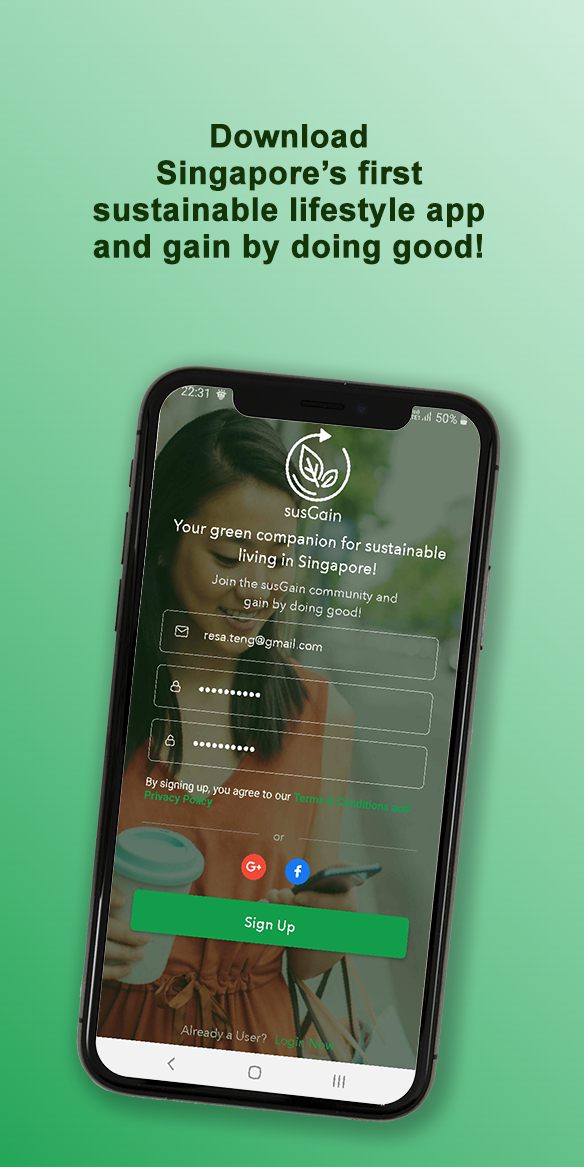 Download
Singapore’s first
sustainable lifestyle app
and gain by doing good!
22:31
50%
susGain
Your green companion for sustainable
living in Singapore!
Join the susGain community and
gain by doing good!
resa.teng@gmail.com
••••••••••
••••••••••
By signing up, you agree to our Terms & Conditions and
Privacy Policy
or
G+ f
Sign Up
Already a User? Login Now